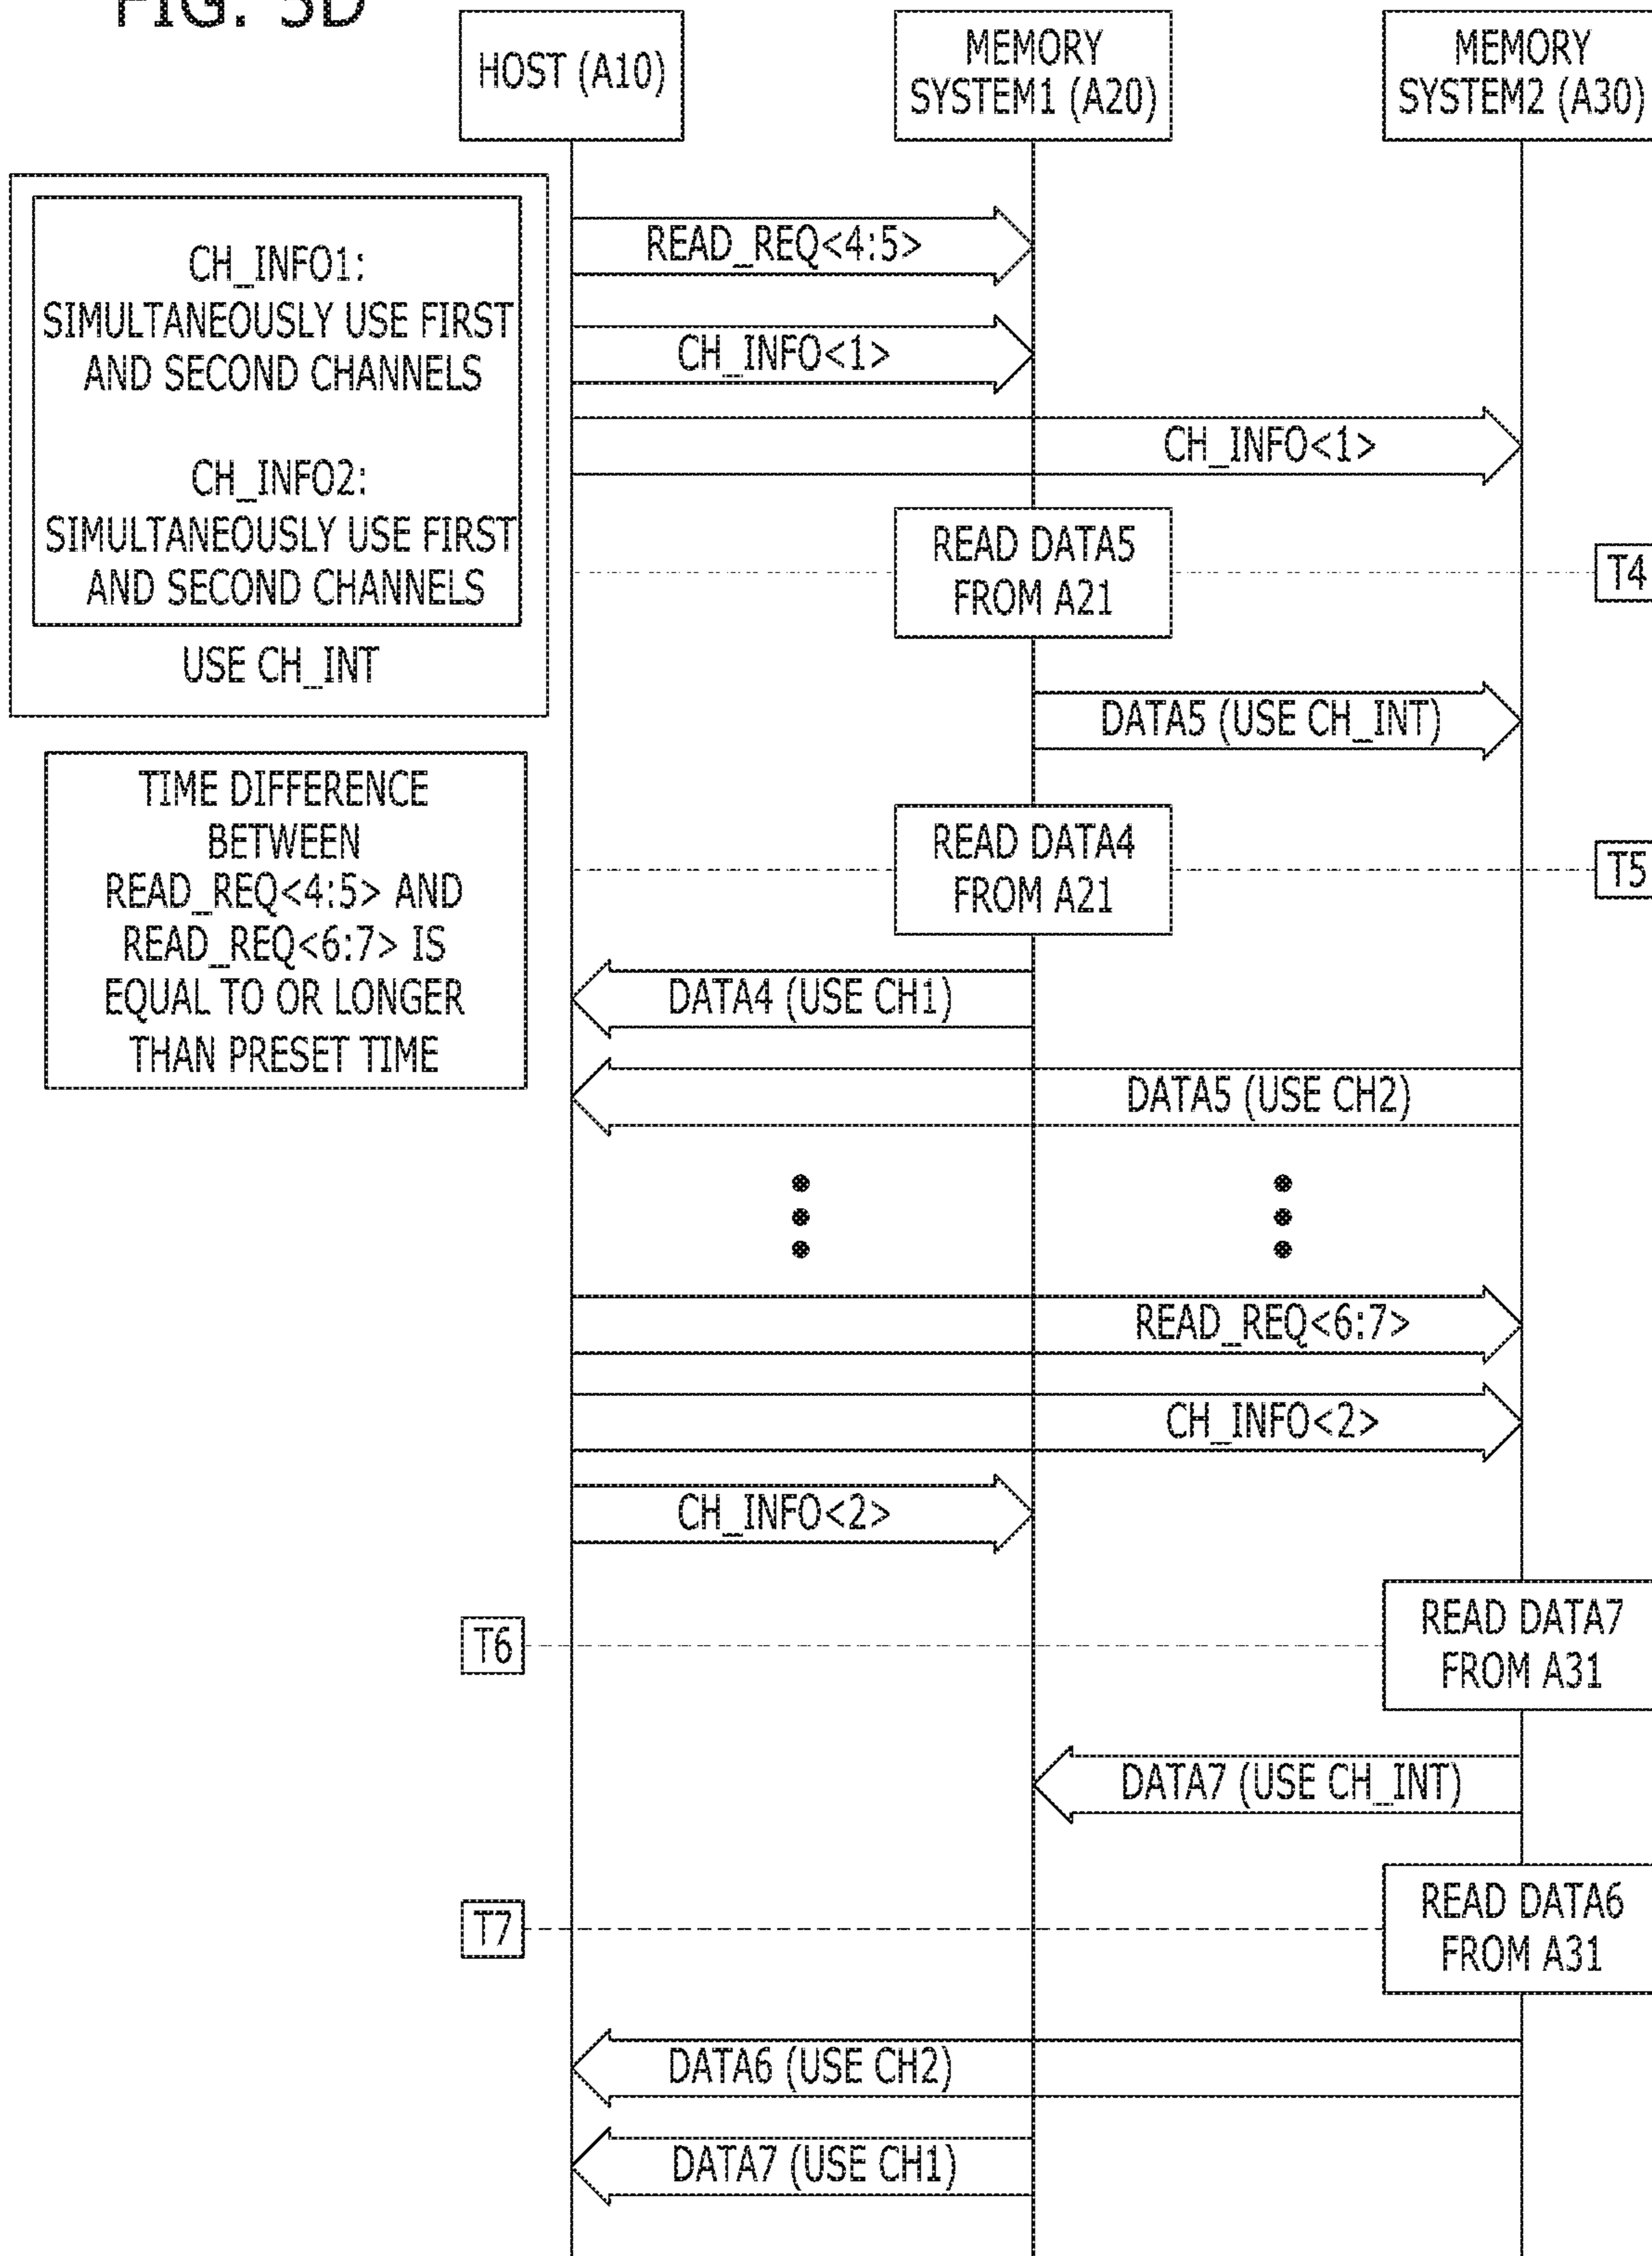 FIG. 5D
HOST (A10)
MEMORY
SYSTEM1 (A20)
MEMORY
SYSTEM2 (A30)
CH_INFO1:
SIMULTANEOUSLY USE FIRST
AND SECOND CHANNELS
CH_INFO2:
SIMULTANEOUSLY USE FIRST
AND SECOND CHANNELS
USE CH_INT
READ_REQ<4:5>
CH_INFO<1>
CH_INFO<1>
READ DATA5
FROM A21
T4
DATA5 (USE CH_INT)
TIME DIFFERENCE
BETWEEN
READ_REQ<4:5> AND
READ_REQ<6:7> IS
EQUAL TO OR LONGER
THAN PRESET TIME
READ DATA4
FROM A21
T5
DATA4 (USE CH1)
DATA5 (USE CH2)
READ_REQ<6:7>
CH_INFO<2>
CH_INFO<2>
READ DATA7
FROM A31
T6
DATA7 (USE CH_INT)
READ DATA6
FROM A31
T7
DATA6 (USE CH2)
DATA7 (USE CH1)